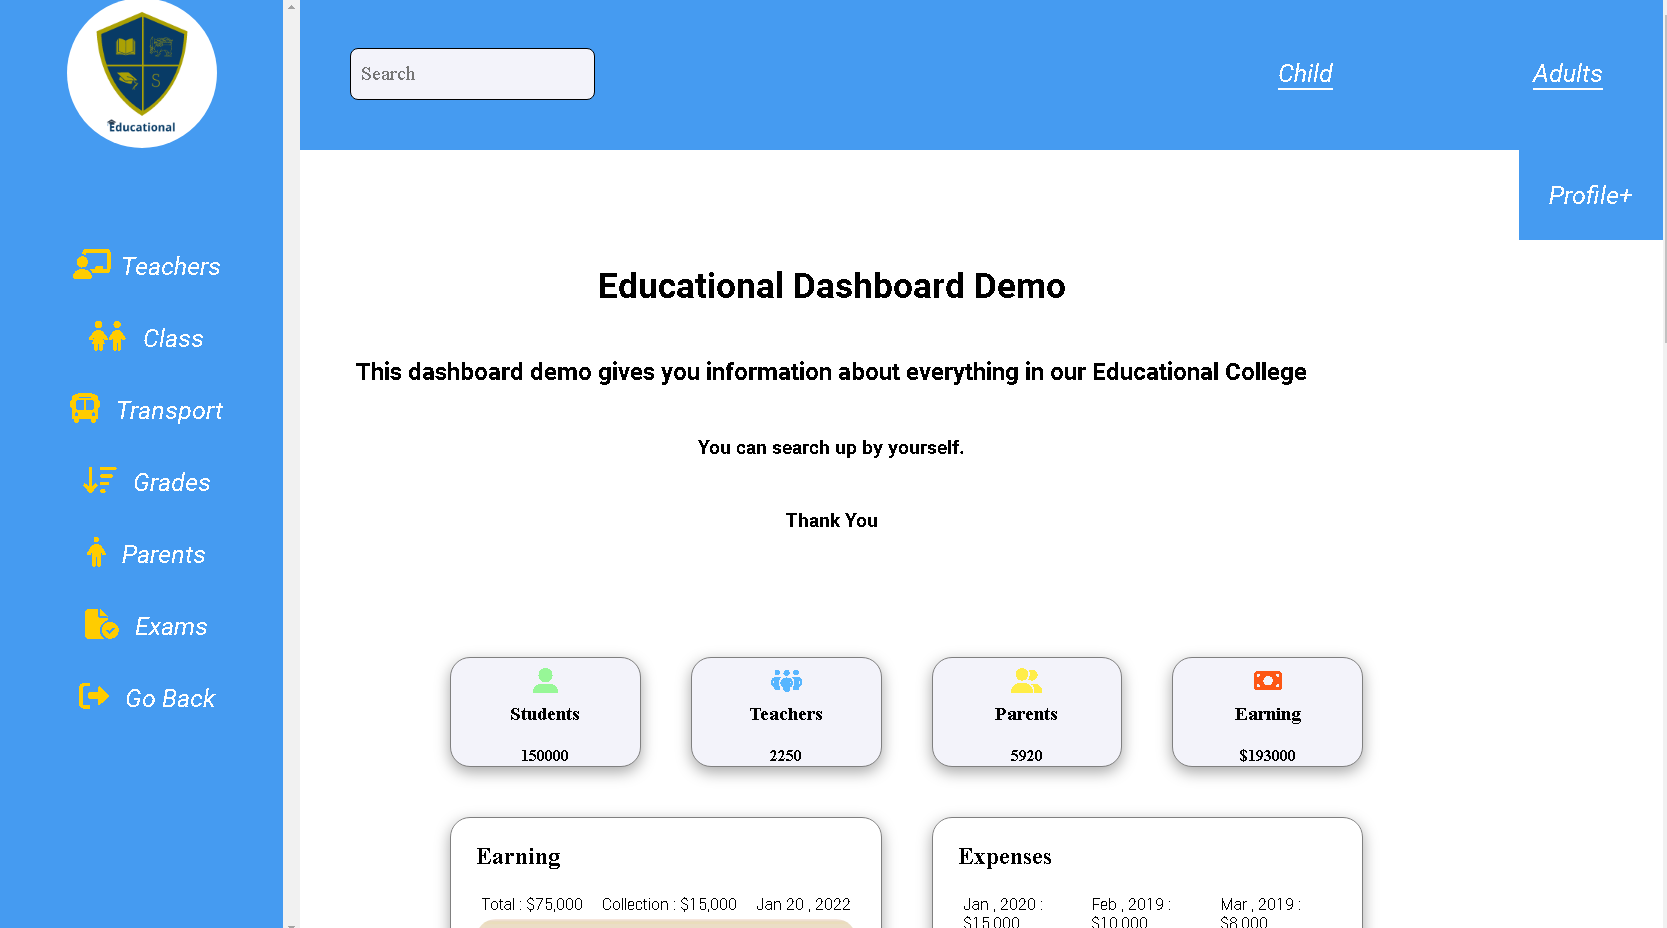 Educational
Teachers
Class
Transport
Grades
Parents
Exams
Go Back
Search
Child
Adults
Profile+
Educational Dashboard Demo
This dashboard demo gives you information about everything in our Educational College
You can search up by yourself.
Thank You
Students
150000
Teachers
2250
Parents
5920
Earning
$193000
Earning
Total : $75,000
Collection : $15,000
Jan 20 , 2022
Expenses
Jan , 2020 :
$15,000
Feb , 2019 :
$10,000
Mar , 2019 :
$8,000